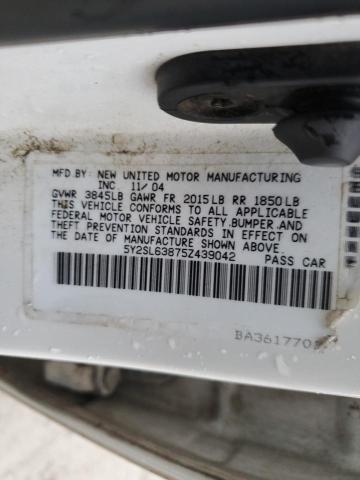 MFD.BY: NEW UNITED MOTOR MANUFACTURING
INC 11/04
GVWR 3845LB GAWR FR 2015LB RR 1850LB
THIS VEHICLE CONFORMS TO ALL APPLICABLE
FEDERAL MOTOR VEHICLE SAFETY,BUMPER,AND
THEFT PREVENTION STANDARDS IN EFFECT ON
THE DATE OF MANUFACTURE SHOWN ABOVE
5Y2SL63875Z439042 PASS CAR